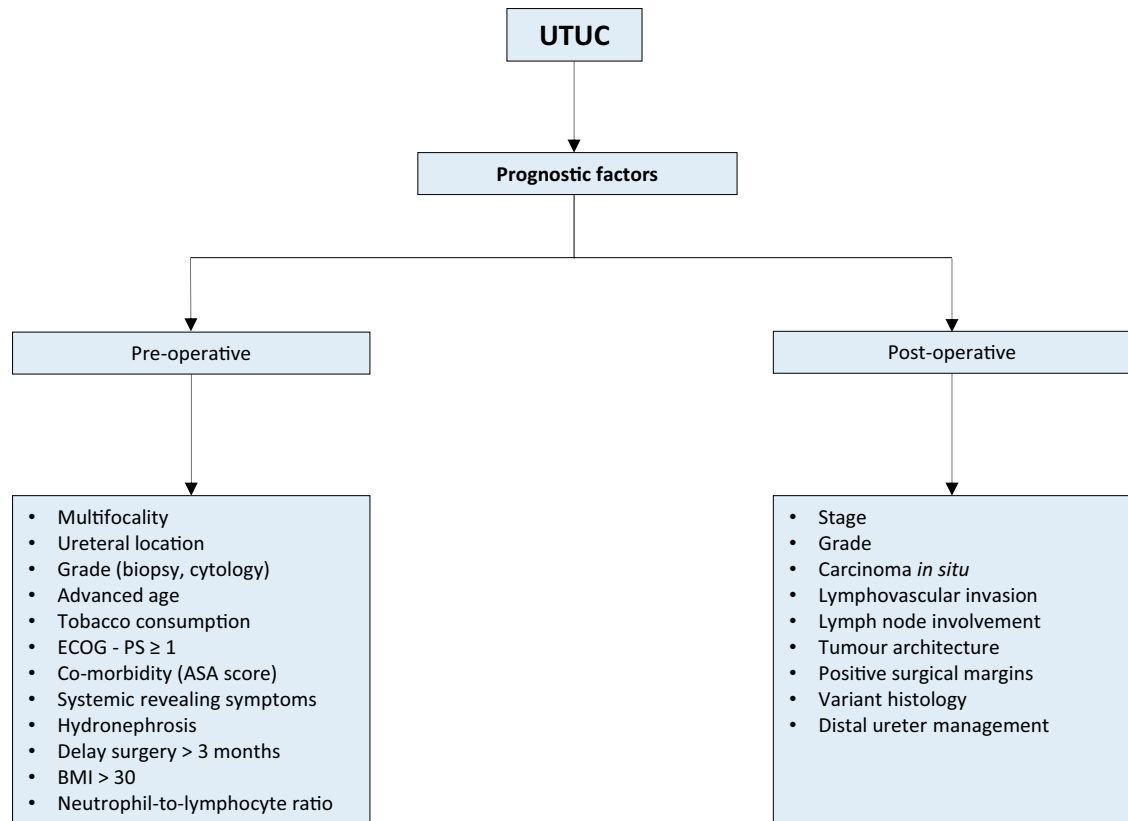 UTUC
Prognostic factors
Pre-operative
Post-operative
• Multifocality
• Ureteral location
• Grade (biopsy, cytology)
• Advanced age
• Tobacco consumption
• ECOG - PS ≥ 1
• Co-morbidity (ASA score)
• Systemic revealing symptoms
• Hydronephrosis
• Delay surgery > 3 months
• BMI > 30
• Neutrophil-to-lymphocyte ratio
• Stage
• Grade
• Carcinoma in situ
• Lymphovascular invasion
• Lymph node involvement
• Tumour architecture
• Positive surgical margins
• Variant histology
• Distal ureter management